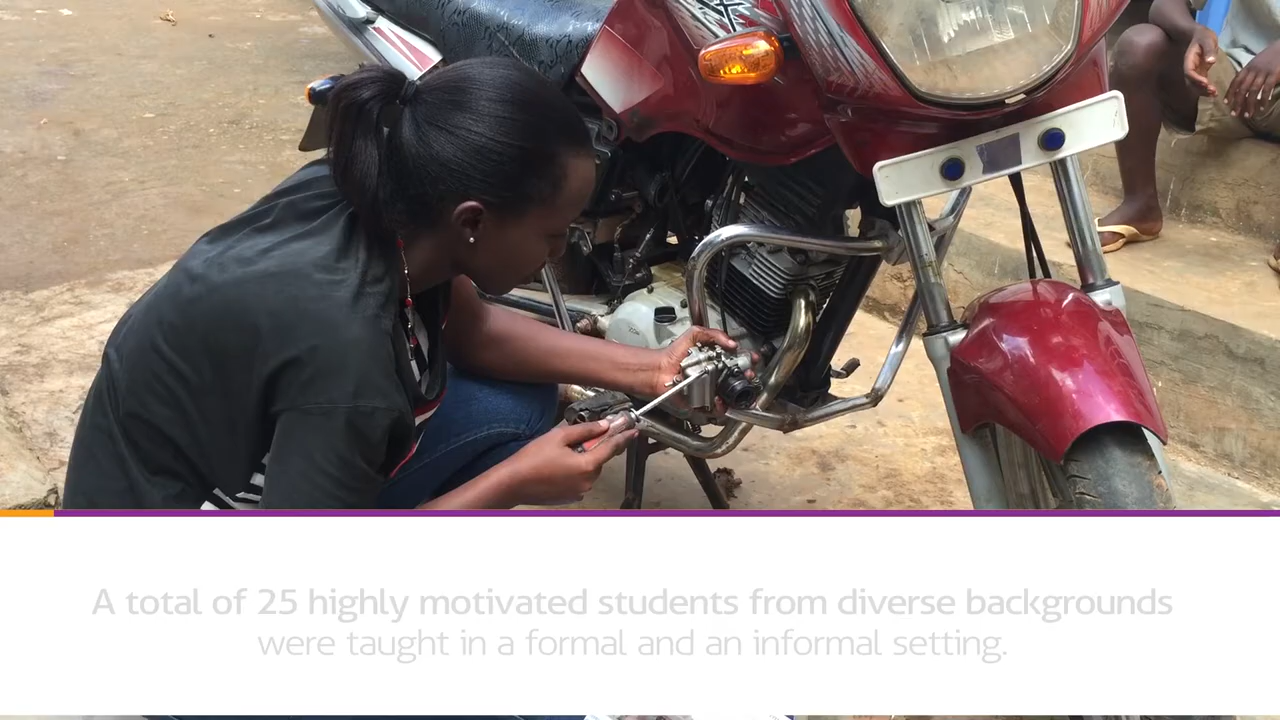 A total of 25 highly motivated students from diverse backgrounds
were taught in a formal and an informal setting.